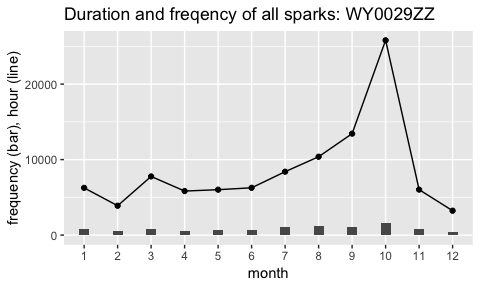 Duration and freqency of all sparks: WY0029ZZ
frequency (bar), hour (line)
20000
10000
0
1 2 3 4 5 6 7 8 9 10 11 12
month